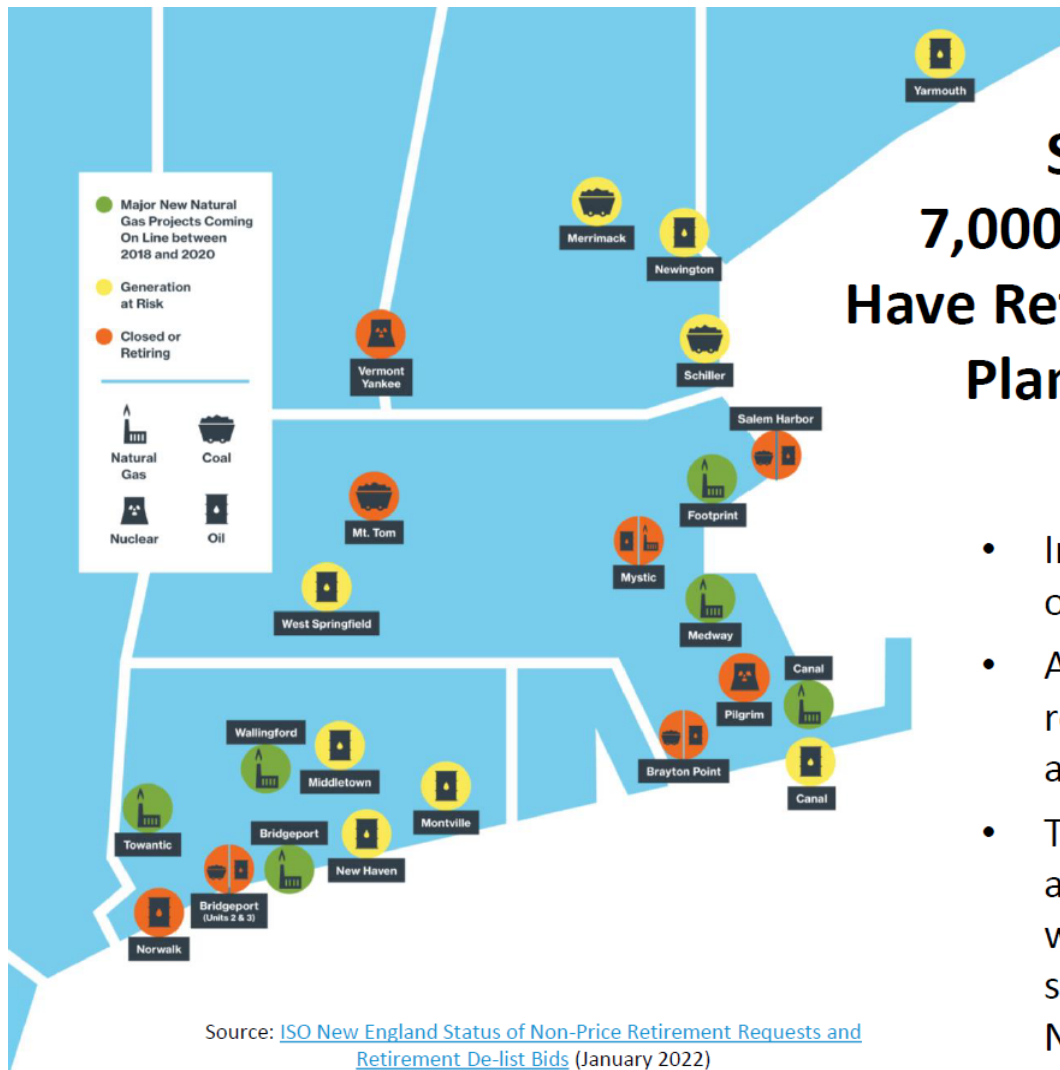 Yarmouth
Merrimack
Newington
Schiller
Vermont
Yankee
Salem Harbor
Footprint
Mt. Tom
Mystic
West Springfield
Medway
Canal
Pilgrim
Brayton Point
Canal
Wallingford
Middletown
Montville
Towantic
Bridgeport
New Haven
Bridgeport
(Units 2 & 3)
Norwalk
Major New Natural
Gas Projects Coming
On Line between
2018 and 2020
Generation
at Risk
Closed or
Retiring
Natural
Gas
Coal
Nuclear
Oil
7,000
Have
Source: ISO New England Status of Non-Price Retirement Requests and
Retirement De-list Bids (January 2022)